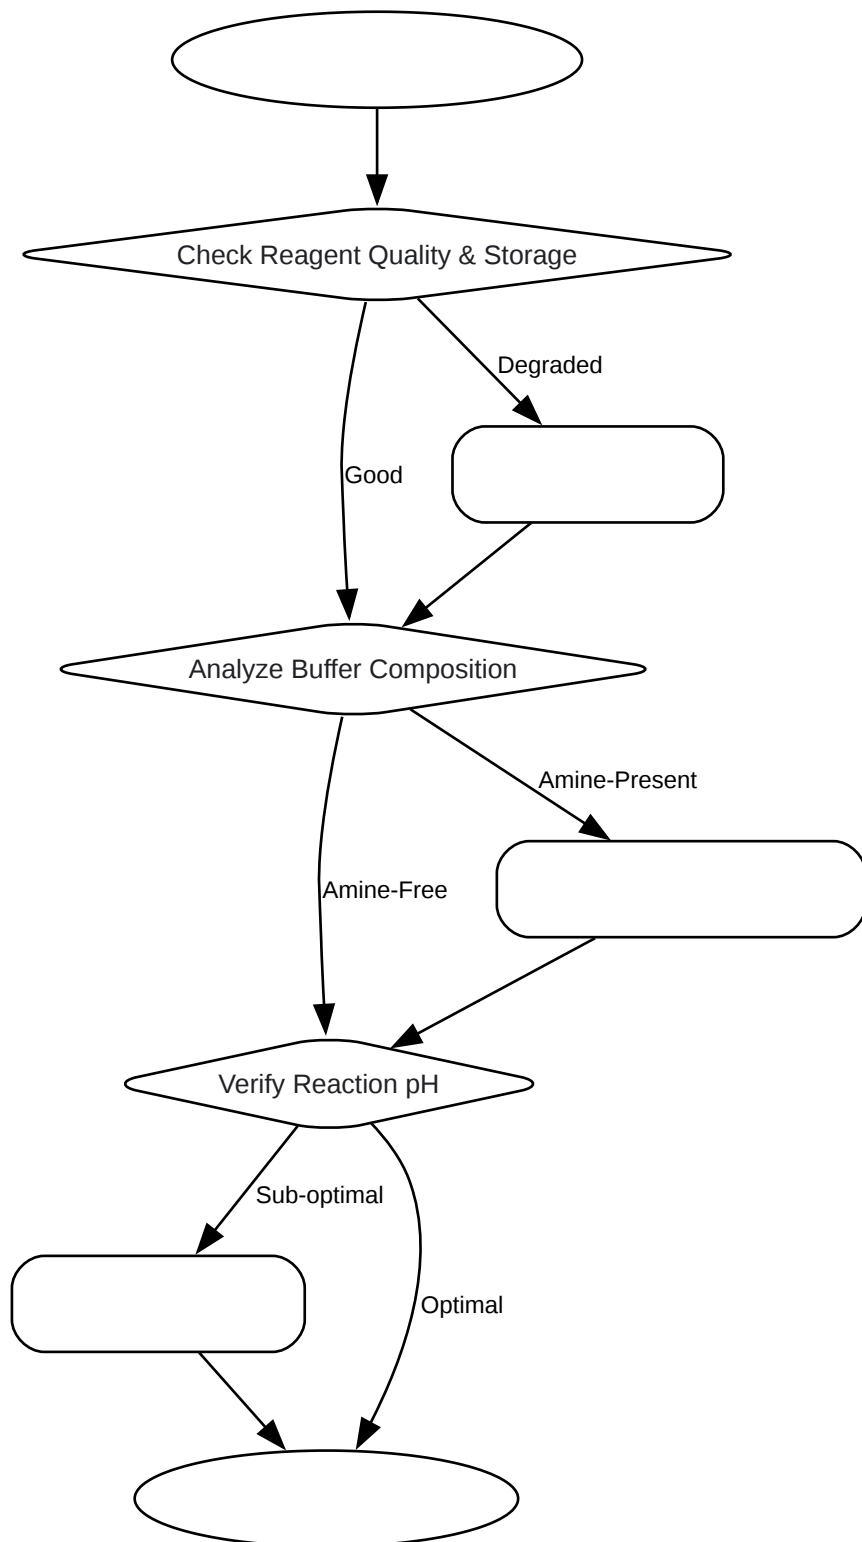 Check Reagent Quality & Storage
Degraded
Good
Analyze Buffer Composition
Amine-Present
Amine-Free
Verify Reaction pH
Sub-optimal
Optimal